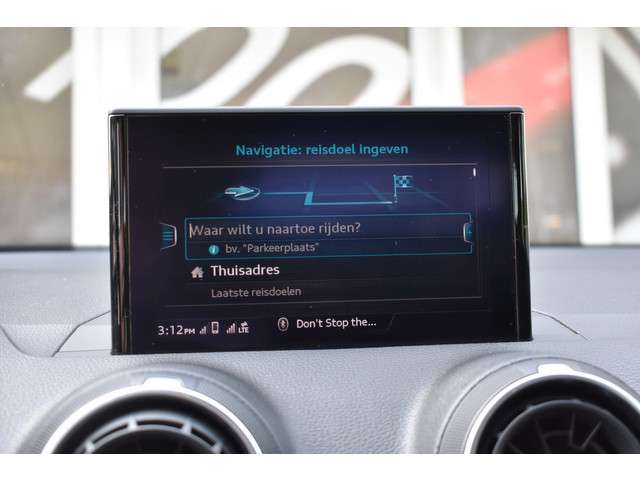 Navigatie: reisdoel ingeven
Waar wilt u naartoe rijden?
bv. "Parkeerplaats"
Thuisadres
Laatste reisdoelen
3:12PM LTE Don't Stop the...